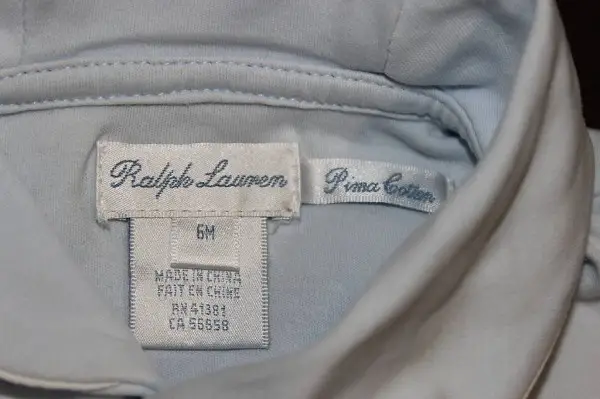 Ralph Lauren
Pima Cotton
6M
MADE IN CHINA
FAIT EN CHINE
RN 41381
CA 56658